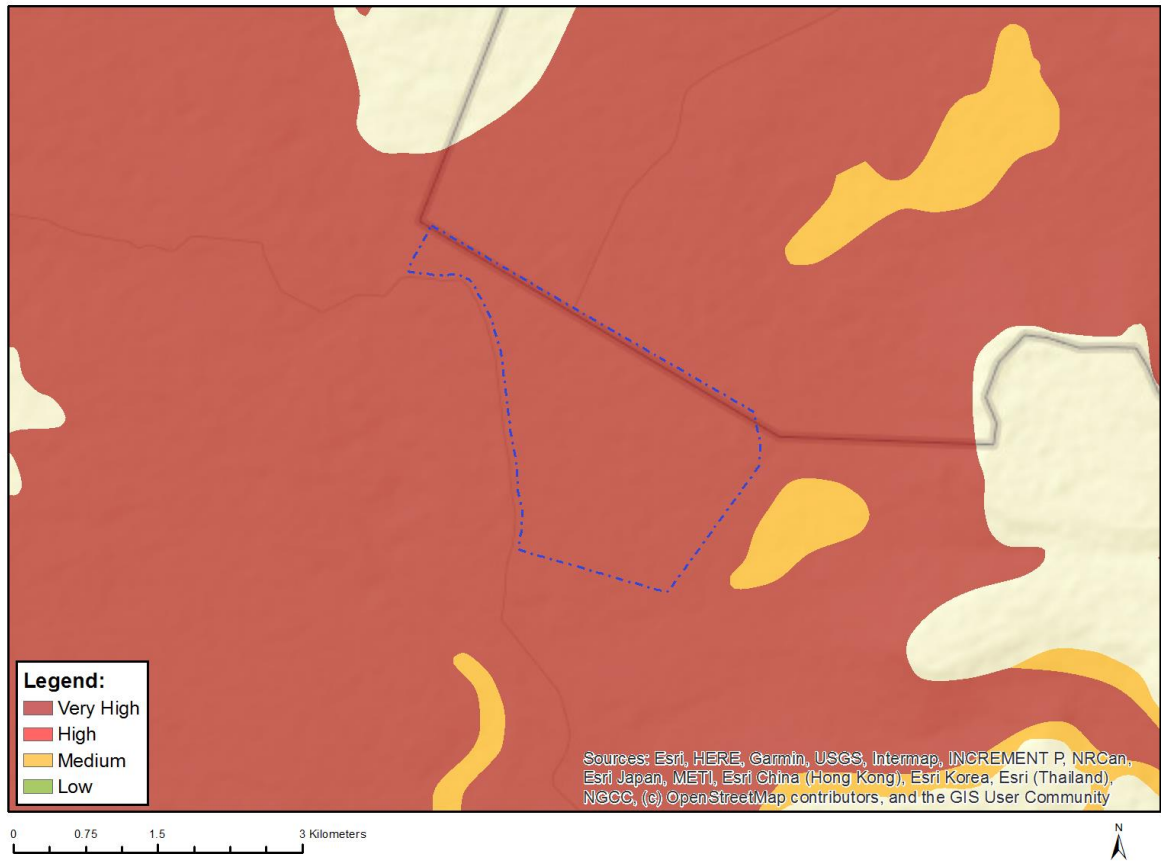 Legend:
Very High
High
Medium
Low
Sources: Esri, HERE, Garmin, USGS, Intermap, INCREMENT P, NRCan,
Esri Japan, METI, Esri China (Hong Kong), Esri Korea, Esri (Thailand),
NGCC, (c) OpenStreetMap contributors, and the GIS User Community
0 0.75 1.5 3 Kilometers
N